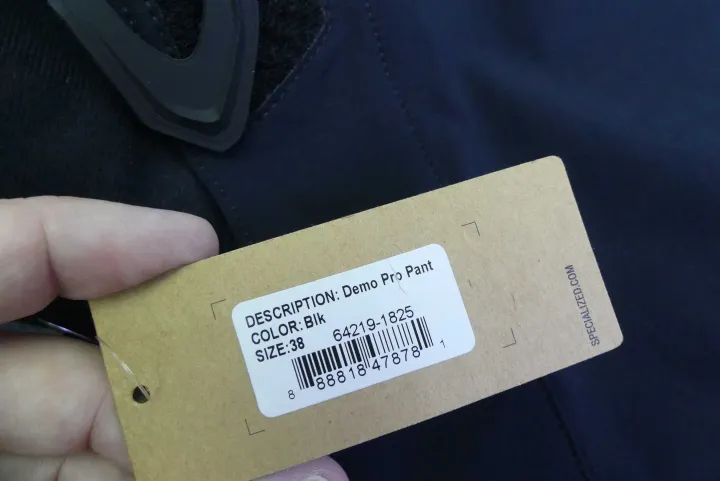 DESCRIPTION: Demo Pro Pant
COLOR: Blk
SIZE:38
64219-1825
8 88818 47878 1
SPECIALIZED.COM